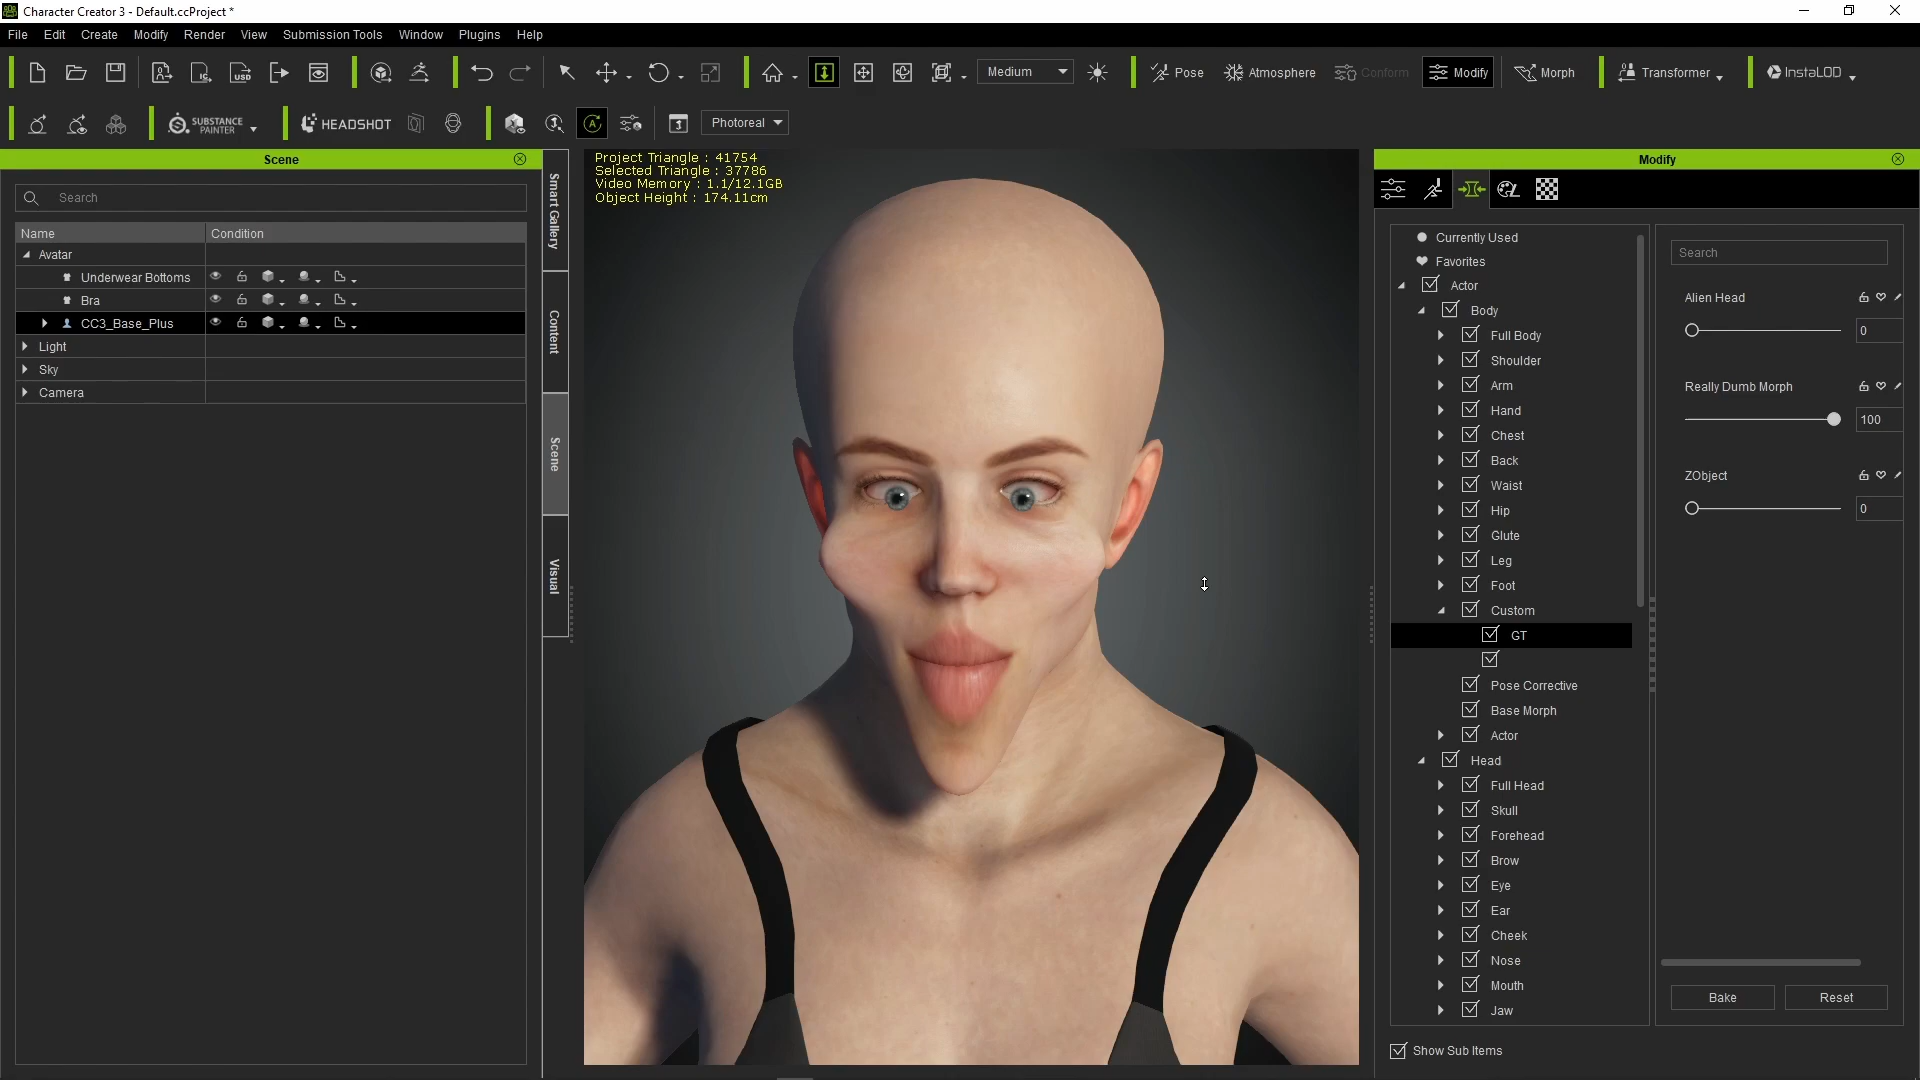 Character Creator 3 - Default.ccProject *
File Edit Create Modify Render View Submission Tools Window Plugins Help
Medium Pose Atmosphere Conform Modify Morph Transformer InstaLOD
SUBSTANCE PAINTER HEADSHOT Photoreal
Scene
Search
Name Condition
Avatar
Underwear Bottoms
Bra
CC3_Base_Plus
Light
Sky
Camera
Smart Gallery
Content
Scene
Visual
Project Triangle : 41754
Selected Triangle : 37786
Video Memory : 1.1/12.1GB
Object Height : 174.11cm
Modify
Currently Used
Favorites
Actor
Body
Full Body
Shoulder
Arm
Hand
Chest
Back
Waist
Hip
Glute
Leg
Foot
Custom
GT
Pose Corrective
Base Morph
Actor
Head
Full Head
Skull
Forehead
Brow
Eye
Ear
Cheek
Nose
Mouth
Jaw
Show Sub Items
Search
Alien Head
0
Really Dumb Morph
100
ZObject
0
Bake Reset